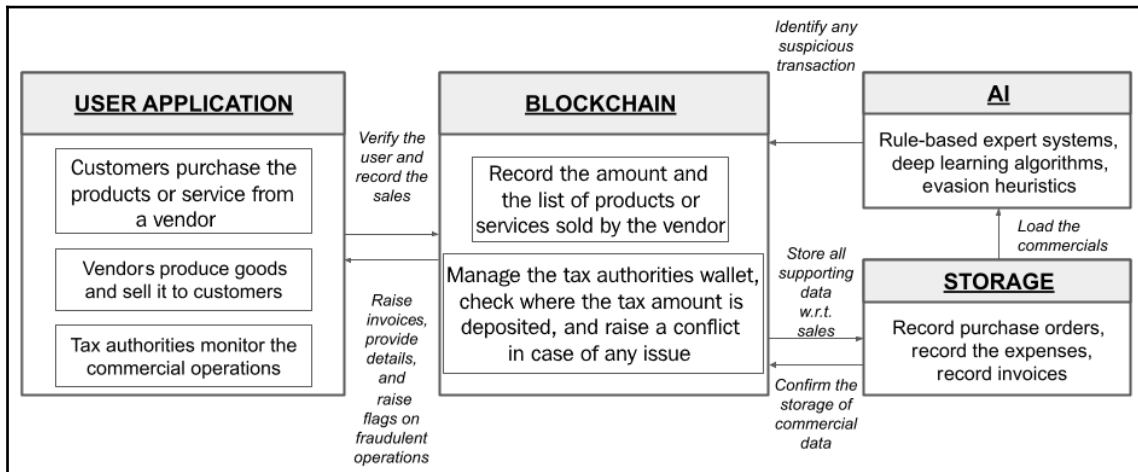 USER APPLICATION
Customers purchase the
products or service from
a vendor
Vendors produce goods
and sell it to customers
Tax authorities monitor the
commercial operations
Verify the
user and
record the
sales
Raise
invoices,
provide
details,
and
raise
flags on
fraudulent
operations
BLOCKCHAIN
Record the amount and
the list of products or
services sold by the vendor
Manage the tax authorities wallet,
check where the tax amount is
deposited, and raise a conflict
in case of any issue
Identify any
suspicious
transaction
Store all
supporting
data
w.r.t.
sales
Confirm the
storage of
commercial
data
AI
Rule-based expert systems,
deep learning algorithms,
evasion heuristics
Load the
commercials
STORAGE
Record purchase orders,
record the expenses,
record invoices